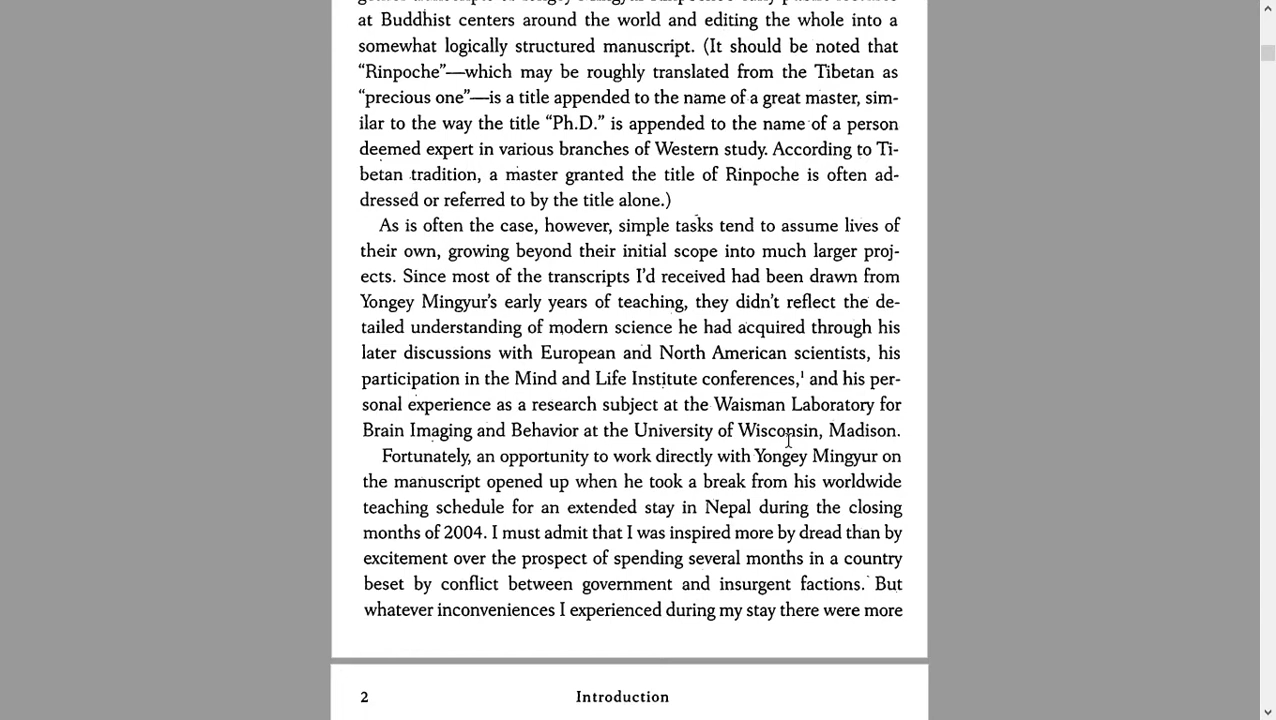 at Buddhist centers around the world and editing the whole into a
somewhat logically structured manuscript. (It should be noted that
“Rinpoche”—which may be roughly translated from the Tibetan as
“precious one”—is a title appended to the name of a great master, sim-
ilar to the way the title “Ph.D.” is appended to the name of a person
deemed expert in various branches of Western study. According to Ti-
betan tradition, a master granted the title of Rinpoche is often ad-
dressed or referred to by the title alone.)
As is often the case, however, simple tasks tend to assume lives of
their own, growing beyond their initial scope into much larger proj-
ects. Since most of the transcripts I’d received had been drawn from
Yongey Mingyur’s early years of teaching, they didn’t reflect the de-
tailed understanding of modern science he had acquired through his
later discussions with European and North American scientists, his
participation in the Mind and Life Institute conferences,¹ and his per-
sonal experience as a research subject at the Waisman Laboratory for
Brain Imaging and Behavior at the University of Wisconsin, Madison.
Fortunately, an opportunity to work directly with Yongey Mingyur on
the manuscript opened up when he took a break from his worldwide
teaching schedule for an extended stay in Nepal during the closing
months of 2004. I must admit that I was inspired more by dread than by
excitement over the prospect of spending several months in a country
beset by conflict between government and insurgent factions. But
whatever inconveniences I experienced during my stay there were more
2 Introduction